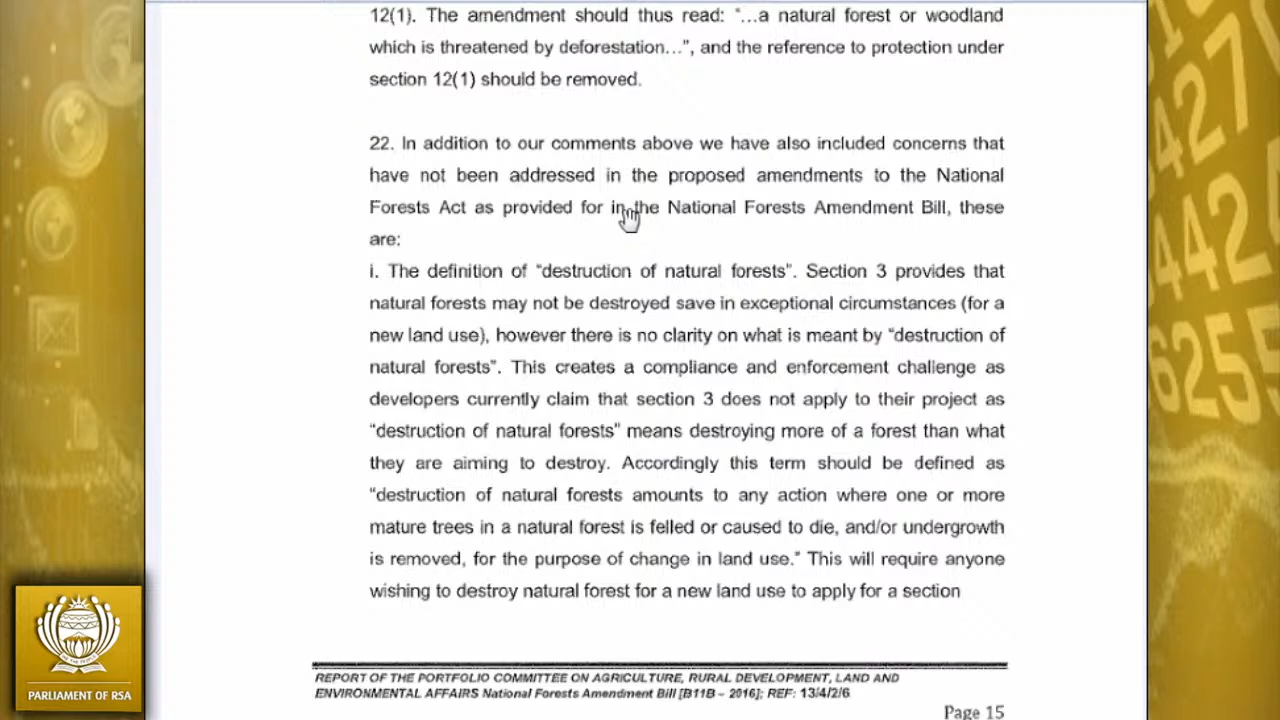 12(1). The amendment should thus read: “…a natural forest or woodland
which is threatened by deforestation…”, and the reference to protection under
section 12(1) should be removed.
22. In addition to our comments above we have also included concerns that
have not been addressed in the proposed amendments to the National
Forests Act as provided for in the National Forests Amendment Bill, these
are:
i. The definition of “destruction of natural forests”. Section 3 provides that
natural forests may not be destroyed save in exceptional circumstances (for a
new land use), however there is no clarity on what is meant by “destruction of
natural forests”. This creates a compliance and enforcement challenge as
developers currently claim that section 3 does not apply to their project as
“destruction of natural forests” means destroying more of a forest than what
they are aiming to destroy. Accordingly this term should be defined as
“destruction of natural forests amounts to any action where one or more
mature trees in a natural forest is felled or caused to die, and/or undergrowth
is removed, for the purpose of change in land use.” This will require anyone
wishing to destroy natural forest for a new land use to apply for a section
REPORT OF THE PORTFOLIO COMMITTEE ON AGRICULTURE, RURAL DEVELOPMENT, LAND AND
ENVIRONMENTAL AFFAIRS National Forests Amendment Bill [B11B – 2016]; REF: 13/4/2/6
Page 15
PARLIAMENT OF RSA
427
442
6255